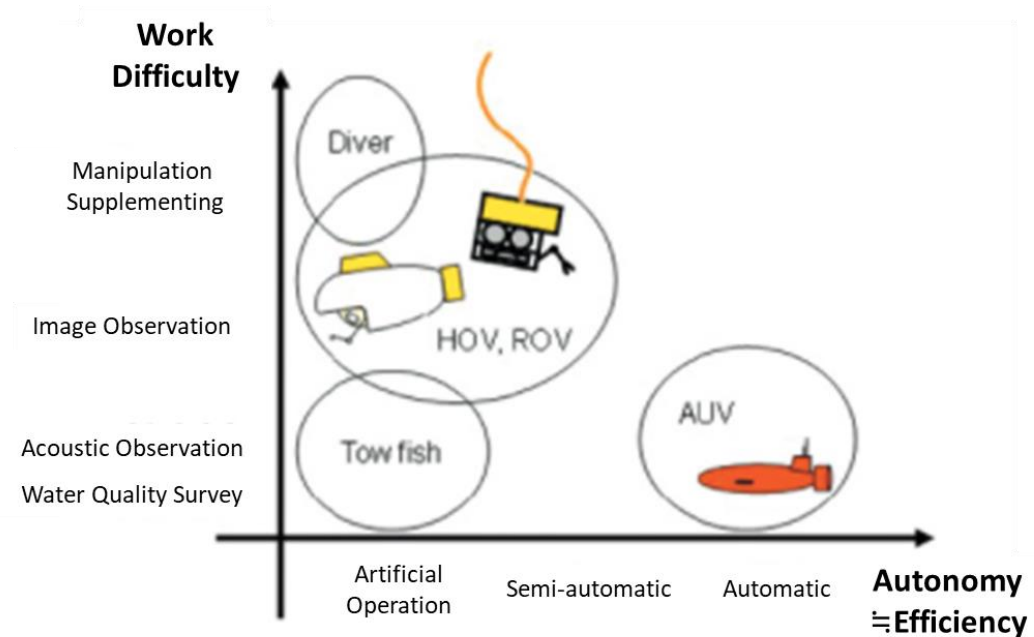 Work
Difficulty
Diver
Manipulation
Supplementing
Image Observation
HOV, ROV
AUV
Acoustic Observation
Tow fish
Water Quality Survey
Artificial
Operation
Semi-automatic
Automatic
Autonomy
≒Efficiency